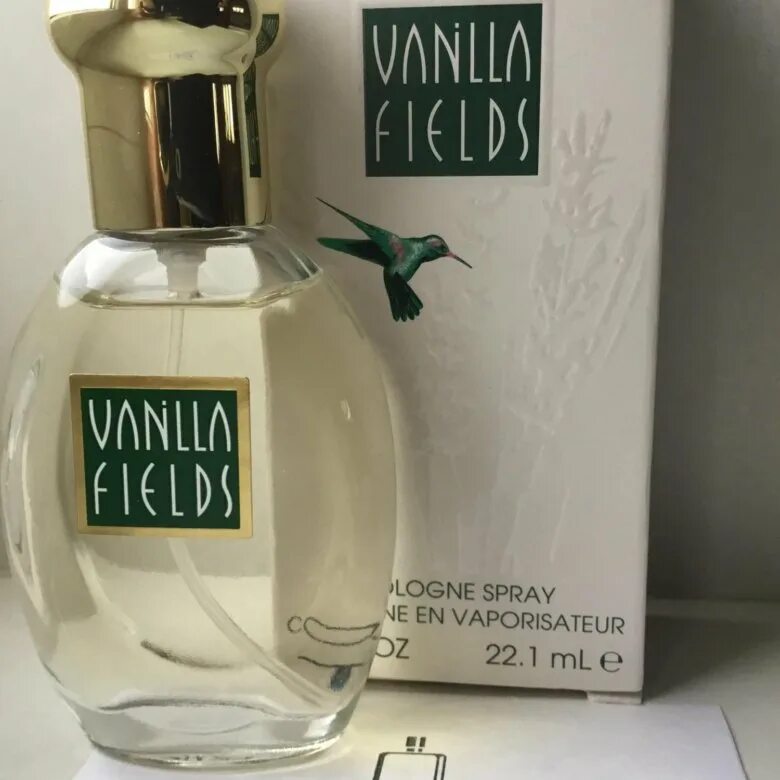 VANiLLA
FIELDS
VANiLLA
FIELDS
OLOGNE SPRAY
NE EN VAPORISATEUR
OZ 22.1 mL e